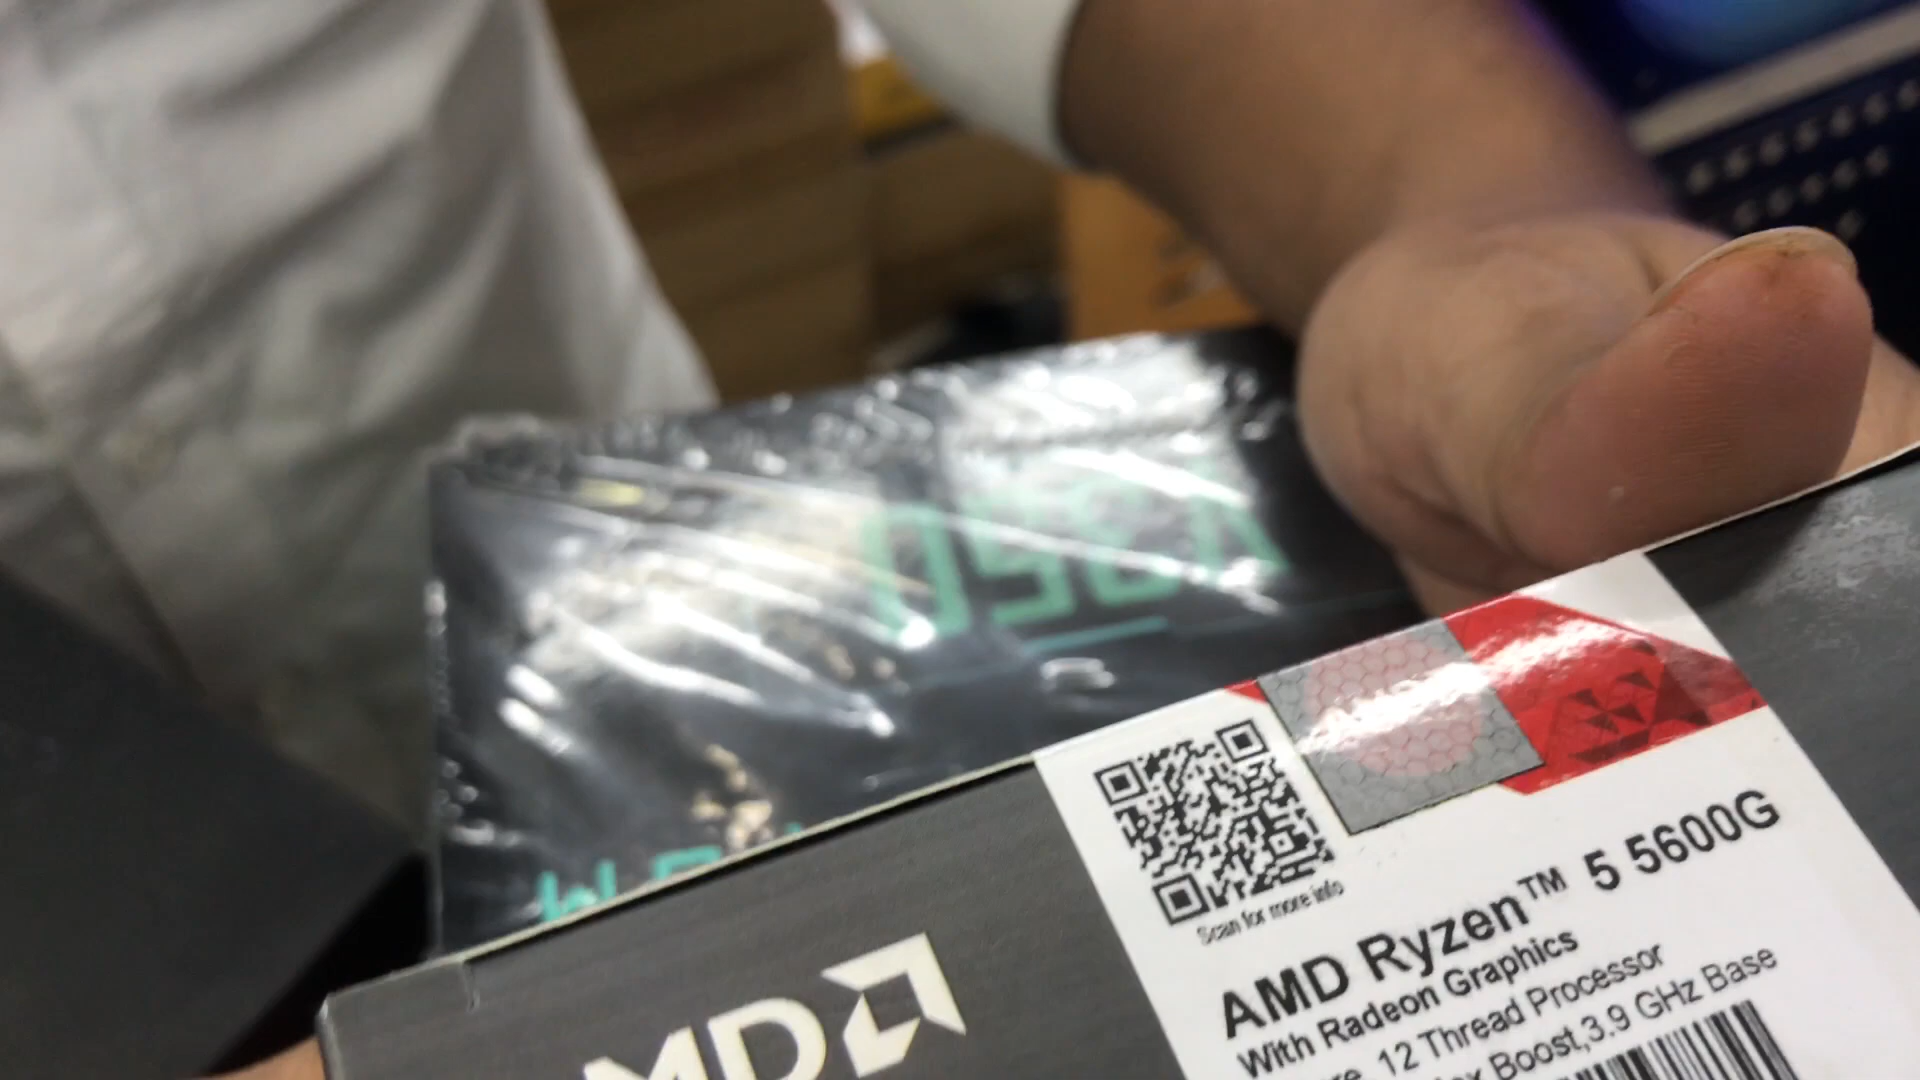 V350
AMD
Scan for more info
AMD Ryzen™ 5 5600G
With Radeon Graphics
12 Thread Processor
Boost,3.9 GHz Base